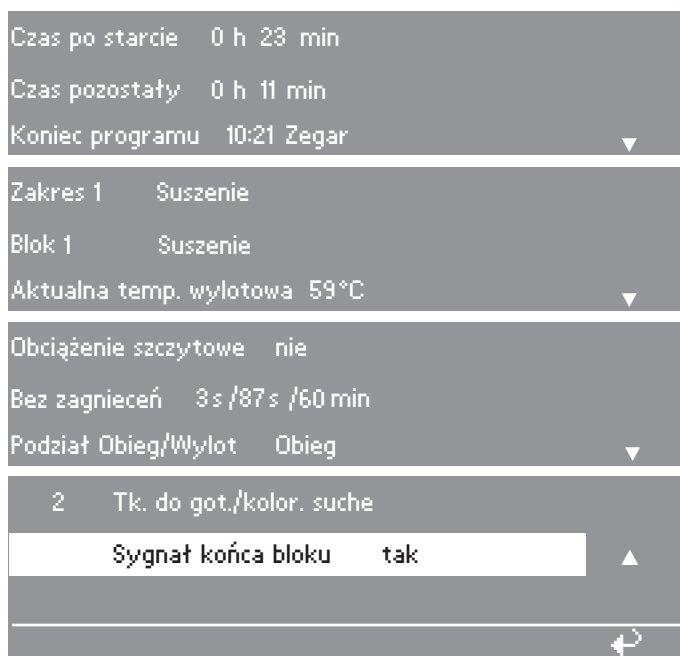 Czas po starcie 0 h 23 min
Czas pozostały 0 h 11 min
Koniec programu 10:21 Zegar
Zakres 1 Suszenie
Blok 1 Suszenie
Aktualna temp. wylotowa 59°C
Obciążenie szczytowe nie
Bez zagnieceń 3s/87s/60min
Podział Obieg/Wylot Obieg
2 Tk. do got./kolor. suche
Sygnał końca bloku tak